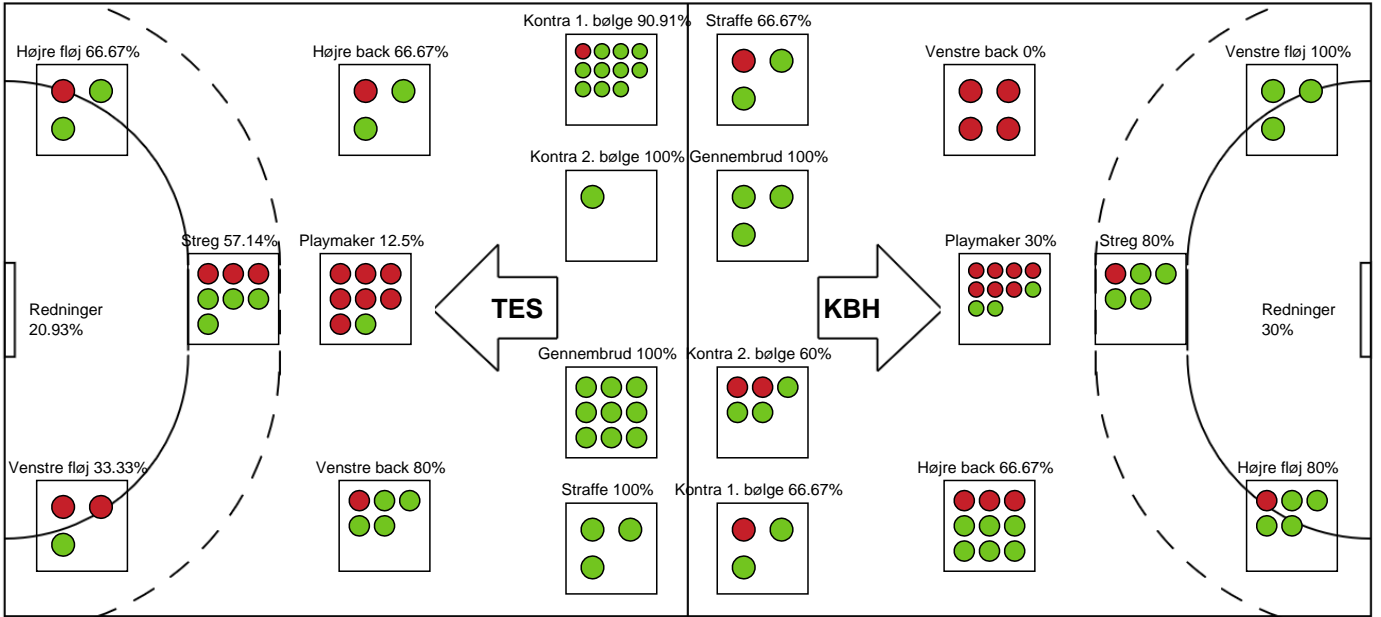 Kontra 1. bølge 90.91%
Straffe 66.67%
Højre fløj 66.67%
Højre back 66.67%
Venstre back 0%
Venstre fløj 100%
Kontra 2. bølge 100%
Gennembrud 100%
Streg 57.14%
Playmaker 12.5%
Playmaker 30%
Streg 80%
Redninger
20.93%
TES
KBH
Redninger
30%
Gennembrud 100%
Kontra 2. bølge 60%
Venstre fløj 33.33%
Venstre back 80%
Højre back 66.67%
Højre fløj 80%
Straffe 100%
Kontra 1. bølge 66.67%